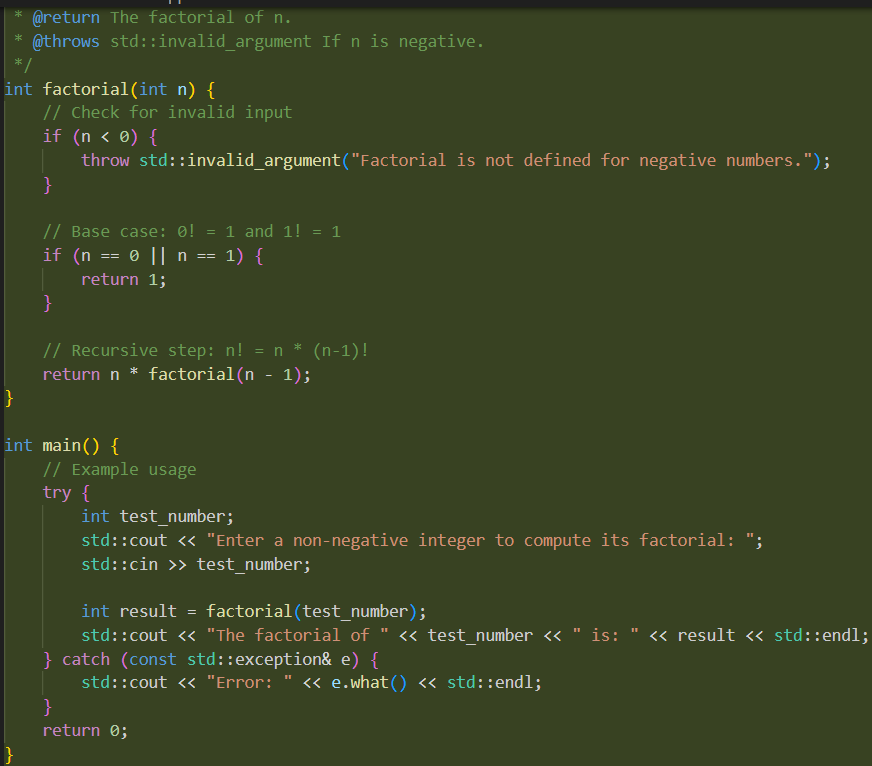 * @return The factorial of n.
 * @throws std::invalid_argument If n is negative.
 */
int factorial(int n) {
    // Check for invalid input
    if (n < 0) {
        throw std::invalid_argument("Factorial is not defined for negative numbers.");
    }

    // Base case: 0! = 1 and 1! = 1
    if (n == 0 || n == 1) {
        return 1;
    }

    // Recursive step: n! = n * (n-1)!
    return n * factorial(n - 1);
}

int main() {
    // Example usage
    try {
        int test_number;
        std::cout << "Enter a non-negative integer to compute its factorial: ";
        std::cin >> test_number;

        int result = factorial(test_number);
        std::cout << "The factorial of " << test_number << " is: " << result << std::endl;
    } catch (const std::exception& e) {
        std::cout << "Error: " << e.what() << std::endl;
    }
    return 0;
}